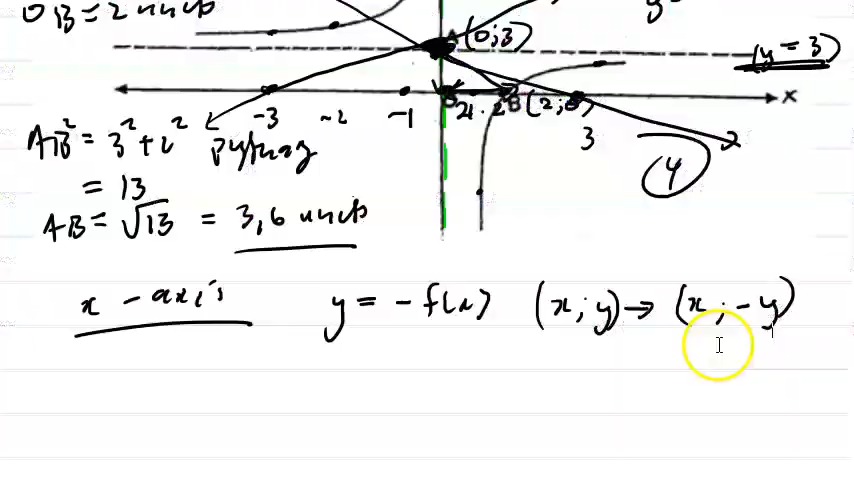 OB = 2 units
y =
A(0;3)
(y = 3)
-3 -2 -1 2 B(2;0) 3 x
AB² = 3² + 2² Pythag
= 13
AB = √13 = 3,6 units
4
x - axis y = -f(x) (x; y) → (x; -y)